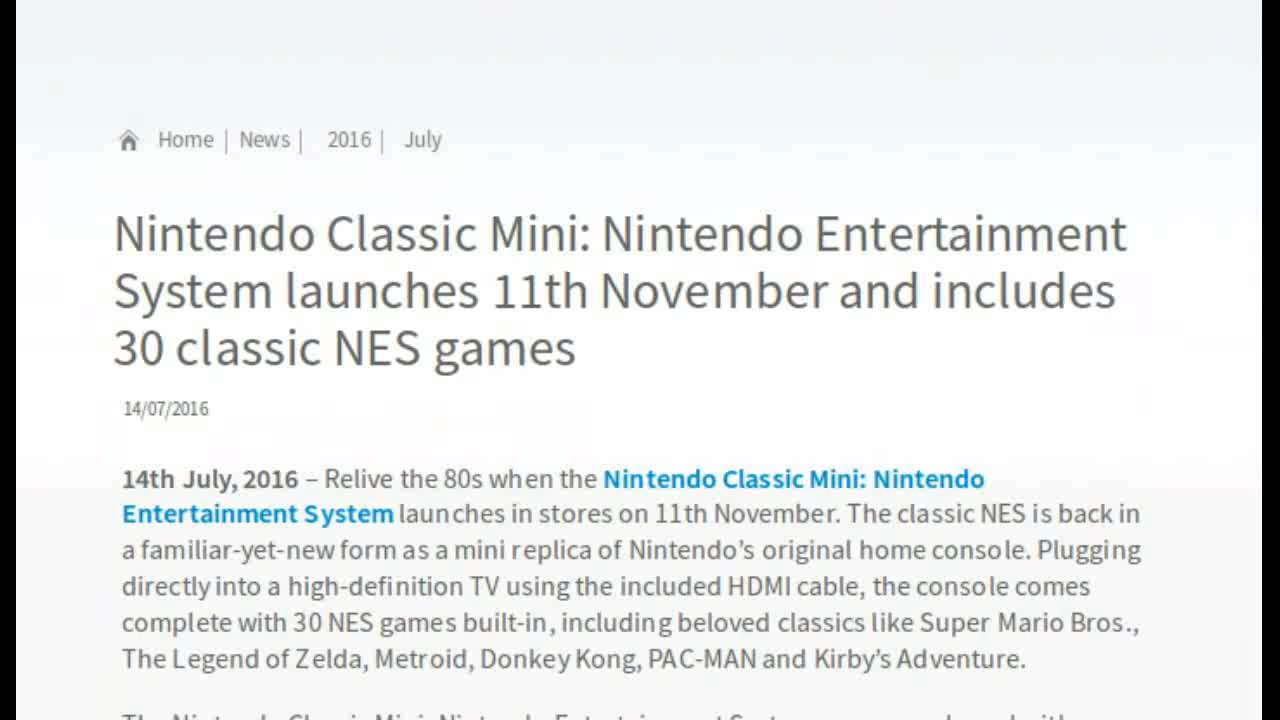 Home | News | 2016 | July
Nintendo Classic Mini: Nintendo Entertainment
System launches 11th November and includes
30 classic NES games
14/07/2016
14th July, 2016 – Relive the 80s when the Nintendo Classic Mini: Nintendo
Entertainment System launches in stores on 11th November. The classic NES is back in
a familiar-yet-new form as a mini replica of Nintendo’s original home console. Plugging
directly into a high-definition TV using the included HDMI cable, the console comes
complete with 30 NES games built-in, including beloved classics like Super Mario Bros.,
The Legend of Zelda, Metroid, Donkey Kong, PAC-MAN and Kirby’s Adventure.